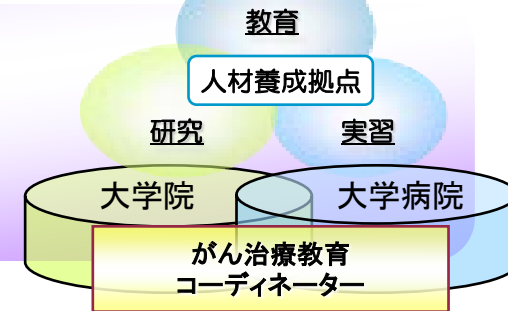 教育
人材養成拠点
研究
実習
大学院
大学病院
がん治療教育
コーディネーター